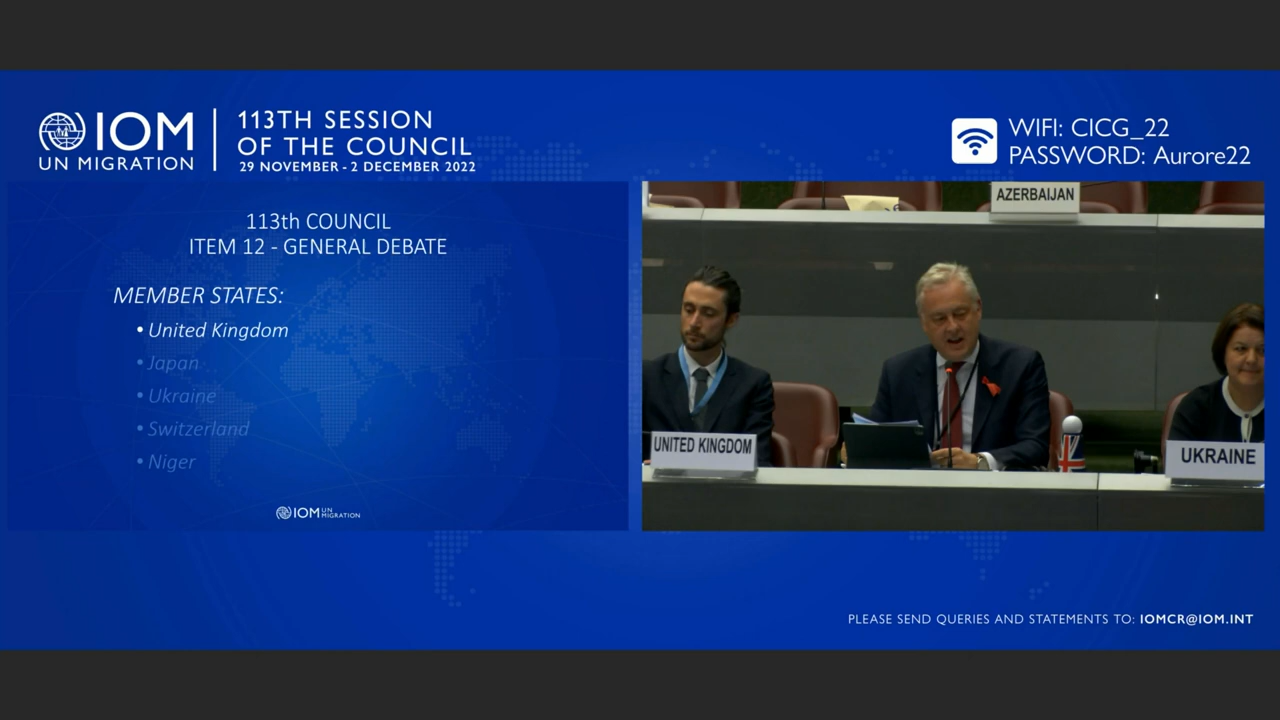 IOM
UN MIGRATION
113TH SESSION
OF THE COUNCIL
29 NOVEMBER - 2 DECEMBER 2022
WIFI: CICG_22
PASSWORD: Aurore22
113th COUNCIL
ITEM 12 - GENERAL DEBATE
MEMBER STATES:
• United Kingdom
• Japan
• Ukraine
• Switzerland
• Niger
IOM UN
MIGRATION
AZERBAIJAN
UNITED KINGDOM
UKRAINE
PLEASE SEND QUERIES AND STATEMENTS TO: IOMCR@IOM.INT